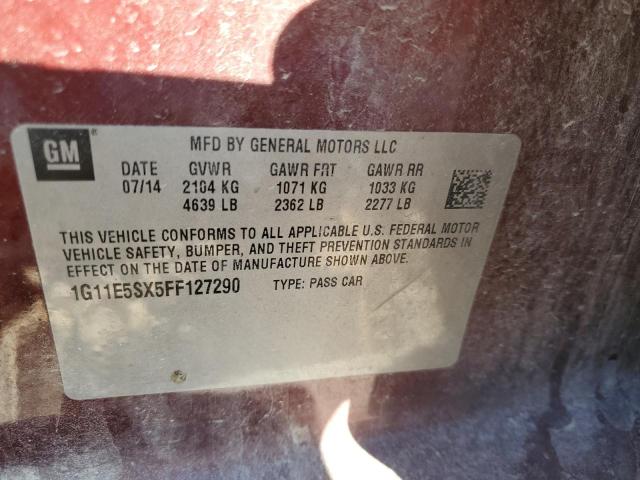 GM ®
MFD BY GENERAL MOTORS LLC
DATE GVWR GAWR FRT GAWR RR
07/14 2104 KG 1071 KG 1033 KG
4639 LB 2362 LB 2277 LB
THIS VEHICLE CONFORMS TO ALL APPLICABLE U.S. FEDERAL MOTOR
VEHICLE SAFETY, BUMPER, AND THEFT PREVENTION STANDARDS IN
EFFECT ON THE DATE OF MANUFACTURE SHOWN ABOVE.
1G11E5SX5FF127290 TYPE: PASS CAR